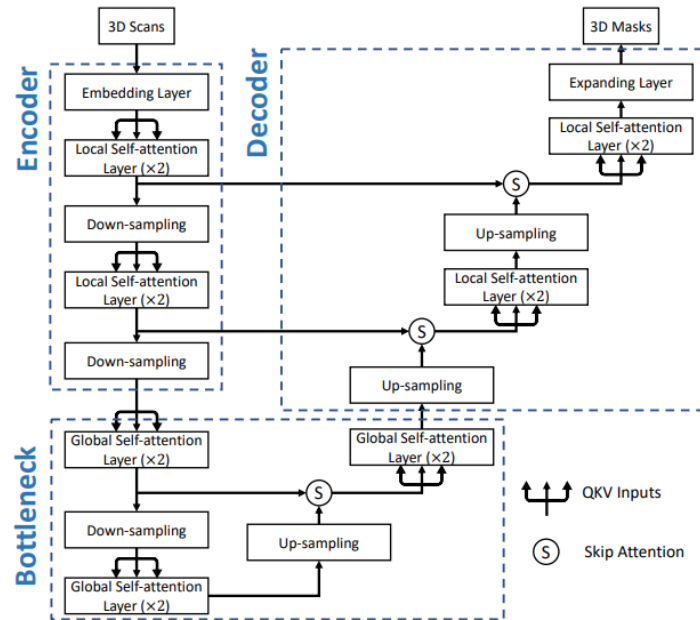 3D Scans
3D Masks
Encoder
Embedding Layer
Local Self-attention
Layer (×2)
Down-sampling
Local Self-attention
Layer (×2)
Down-sampling
Decoder
Expanding Layer
Local Self-attention
Layer (×2)
S
Up-sampling
Local Self-attention
Layer (×2)
S
Up-sampling
Bottleneck
Global Self-attention
Layer (×2)
Down-sampling
Global Self-attention
Layer (×2)
Global Self-attention
Layer (×2)
S
Up-sampling
QKV Inputs
S
Skip Attention